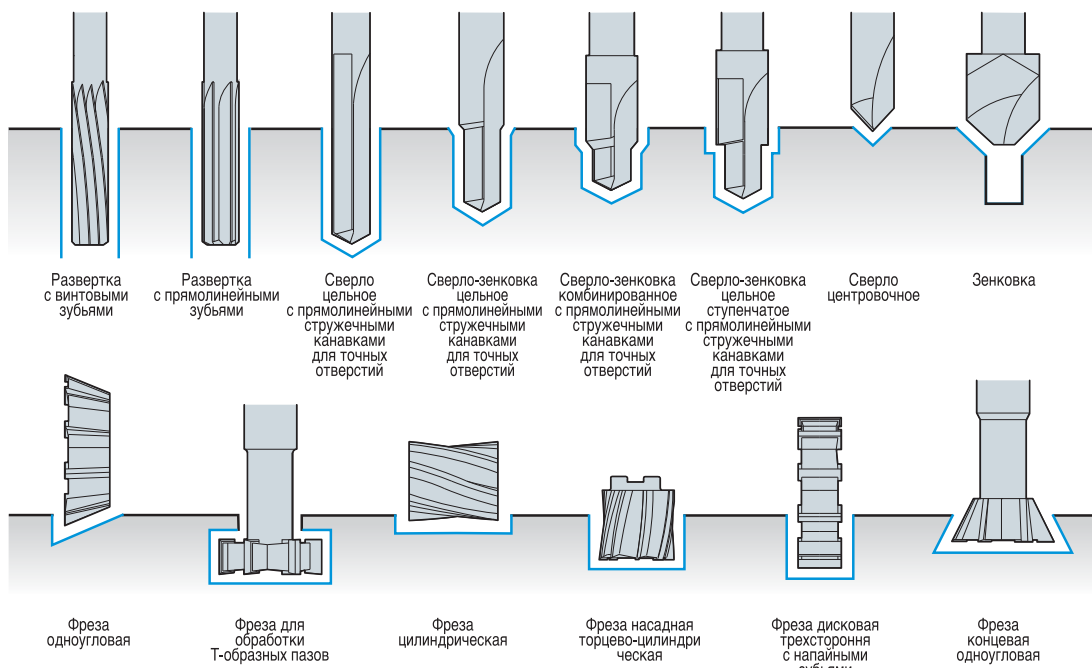 Развертка
с винтовыми
зубьями
Развертка
с прямолинейными
зубьями
Сверло
цельное
с прямолинейными
стружечными
канавками
для точных
отверстий
Сверло-зенковка
цельное
с прямолинейными
стружечными
канавками
для точных
отверстий
Сверло-зенковка
комбинированное
с прямолинейными
стружечными
канавками
для точных
отверстий
Сверло-зенковка
цельное
ступенчатое
с прямолинейными
стружечными
канавками
для точных
отверстий
Сверло
центровочное
Зенковка
Фреза
одноугловая
Фреза для
обработки
Т-образных пазов
Фреза
цилиндрическая
Фреза насадная
торцево-цилиндри
ческая
Фреза дисковая
трехстороння
с напайными
зубьями
Фреза
концевая
одноугловая